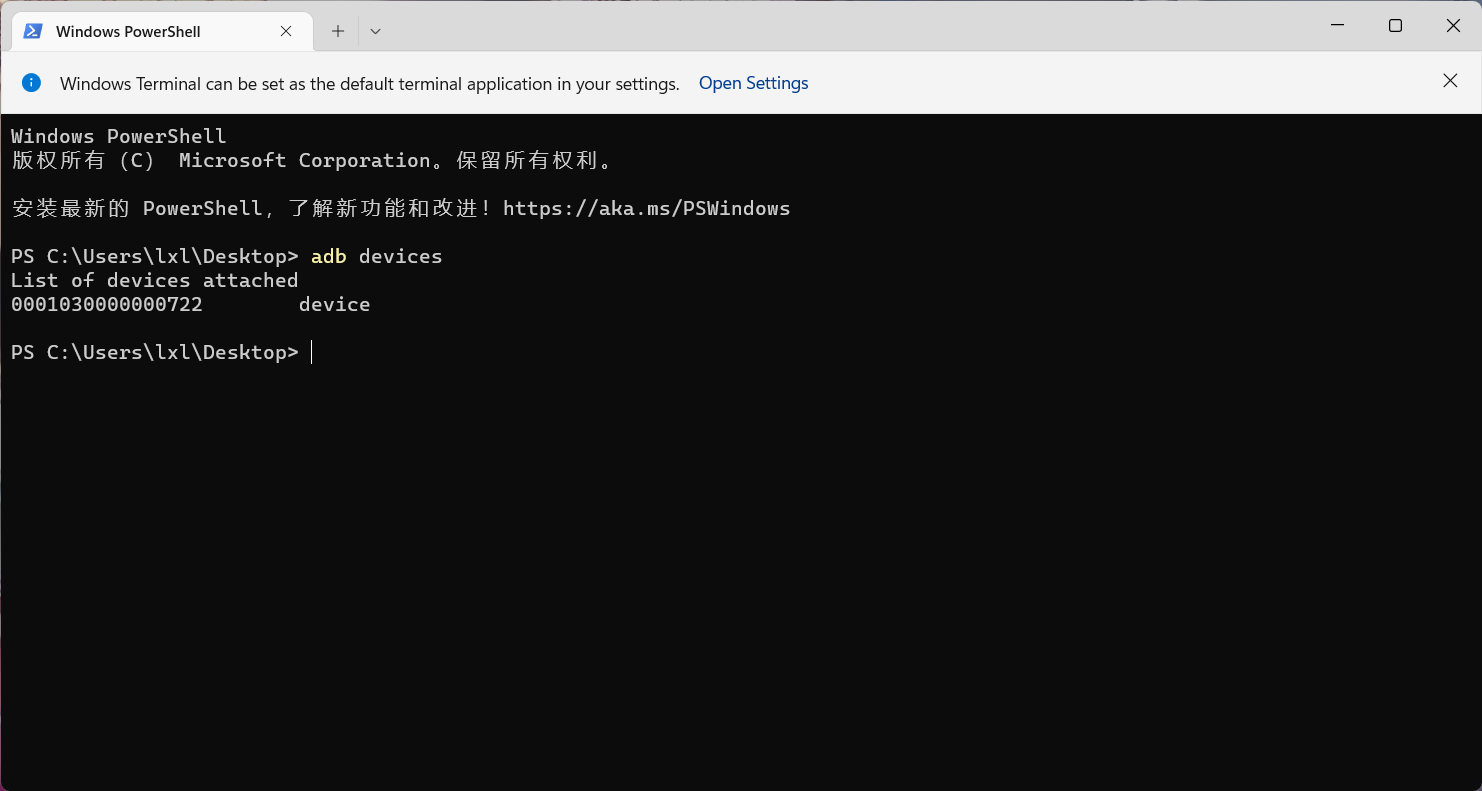 Windows PowerShell
Windows Terminal can be set as the default terminal application in your settings. Open Settings
Windows PowerShell
版权所有（C） Microsoft Corporation。保留所有权利。
安装最新的 PowerShell，了解新功能和改进！https://aka.ms/PSWindows
PS C:\Users\lxl\Desktop> adb devices
List of devices attached
0001030000000722        device
PS C:\Users\lxl\Desktop>